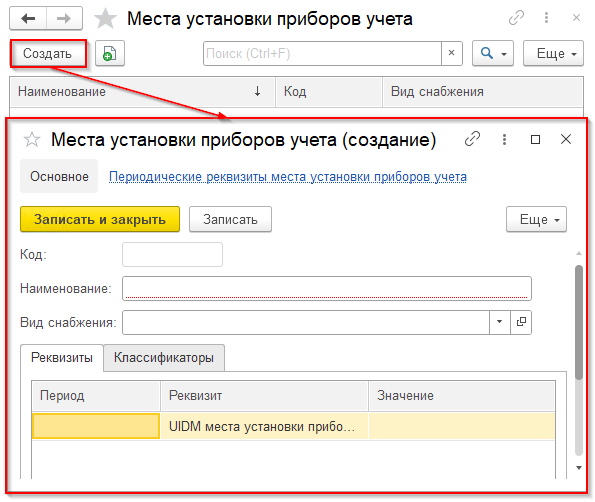 Места установки приборов учета
Создать
Поиск (Ctrl+F)
Еще
Наименование
Код
Вид снабжения
Места установки приборов учета (создание)
Основное
Периодические реквизиты места установки приборов учета
Записать и закрыть
Записать
Еще
Код:
Наименование:
Вид снабжения:
Реквизиты
Классификаторы
Период
Реквизит
Значение
UIDM места установки прибо...